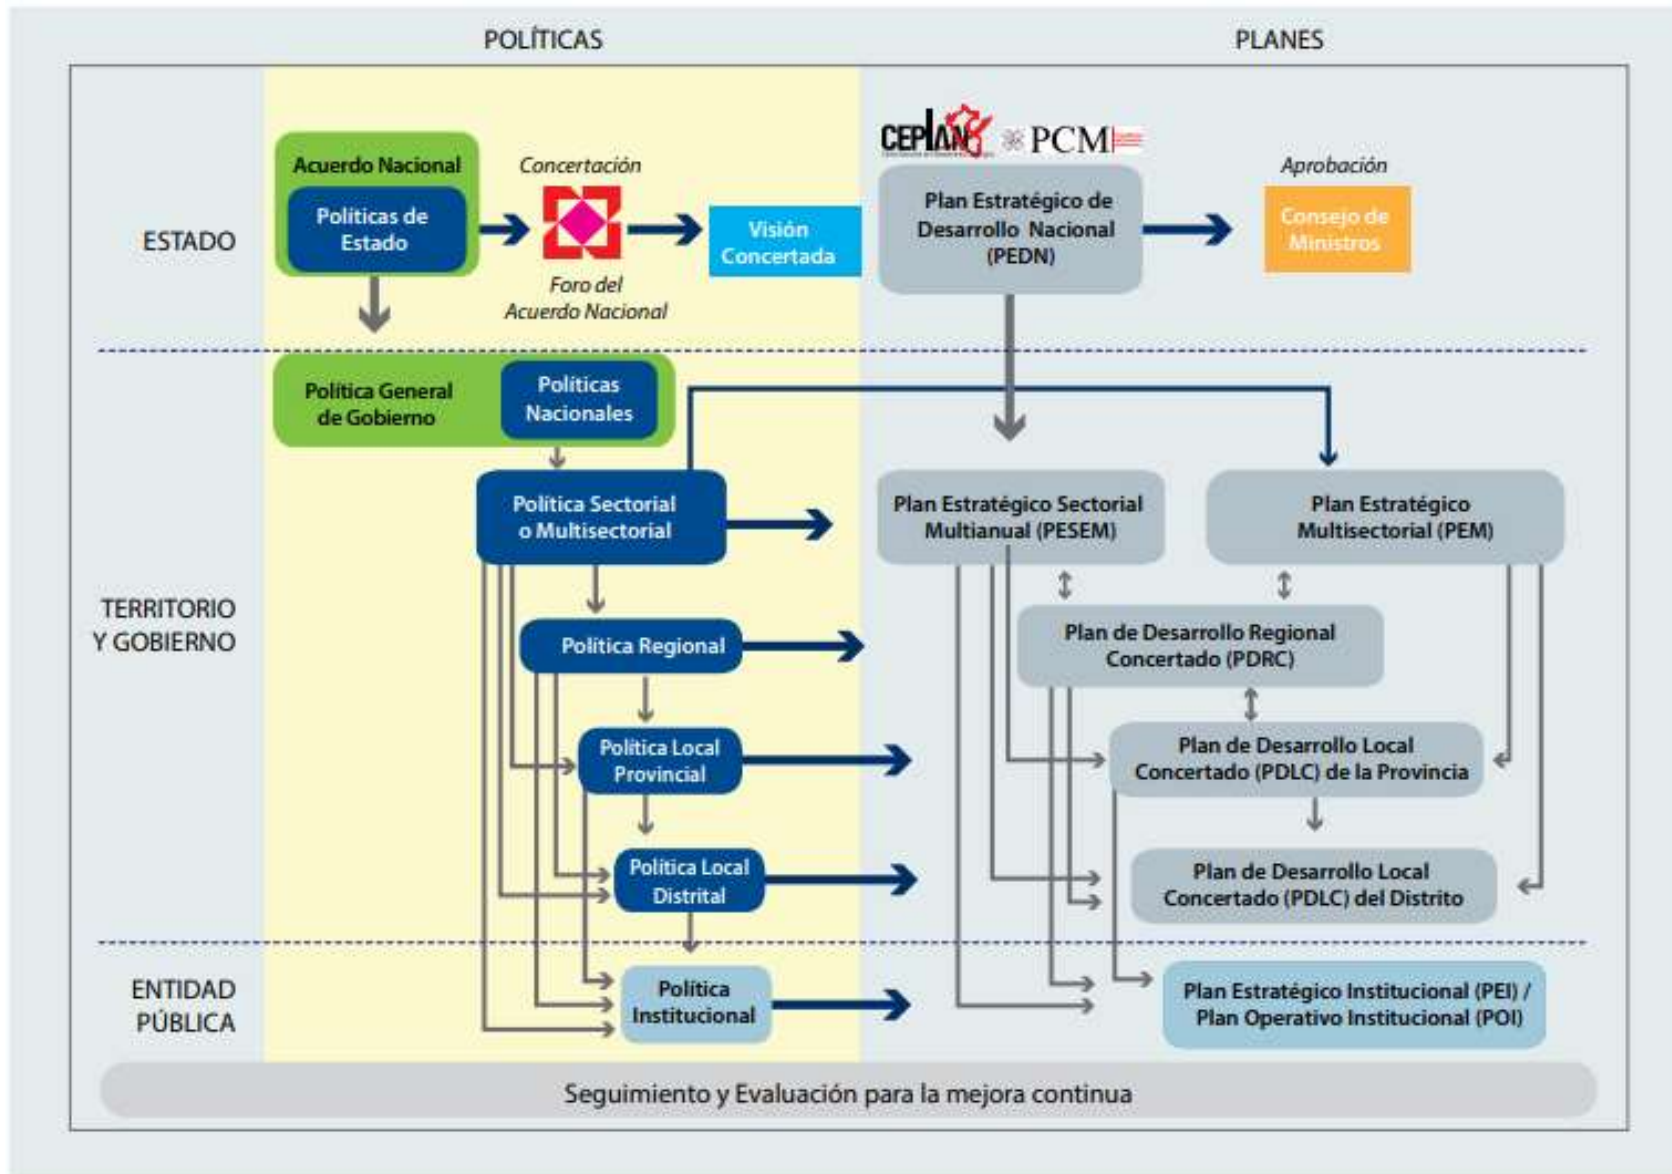 POLÍTICAS
PLANES
ESTADO
Acuerdo Nacional
Políticas de
Estado
Concertación
Foro del
Acuerdo Nacional
Visión
Concertada
CEPLAN
PCM
Plan Estratégico de
Desarrollo Nacional
(PEDN)
Aprobación
Consejo de
Ministros
TERRITORIO
Y GOBIERNO
Política General
de Gobierno
Políticas
Nacionales
Política Sectorial
o Multisectorial
Plan Estratégico Sectorial
Multianual (PESEM)
Plan Estratégico
Multisectorial (PEM)
Política Regional
Plan de Desarrollo Regional
Concertado (PDRC)
Política Local
Provincial
Plan de Desarrollo Local
Concertado (PDLC) de la Provincia
Política Local
Distrital
Plan de Desarrollo Local
Concertado (PDLC) del Distrito
ENTIDAD
PÚBLICA
Política
Institucional
Plan Estratégico Institucional (PEI) /
Plan Operativo Institucional (POI)
Seguimiento y Evaluación para la mejora continua